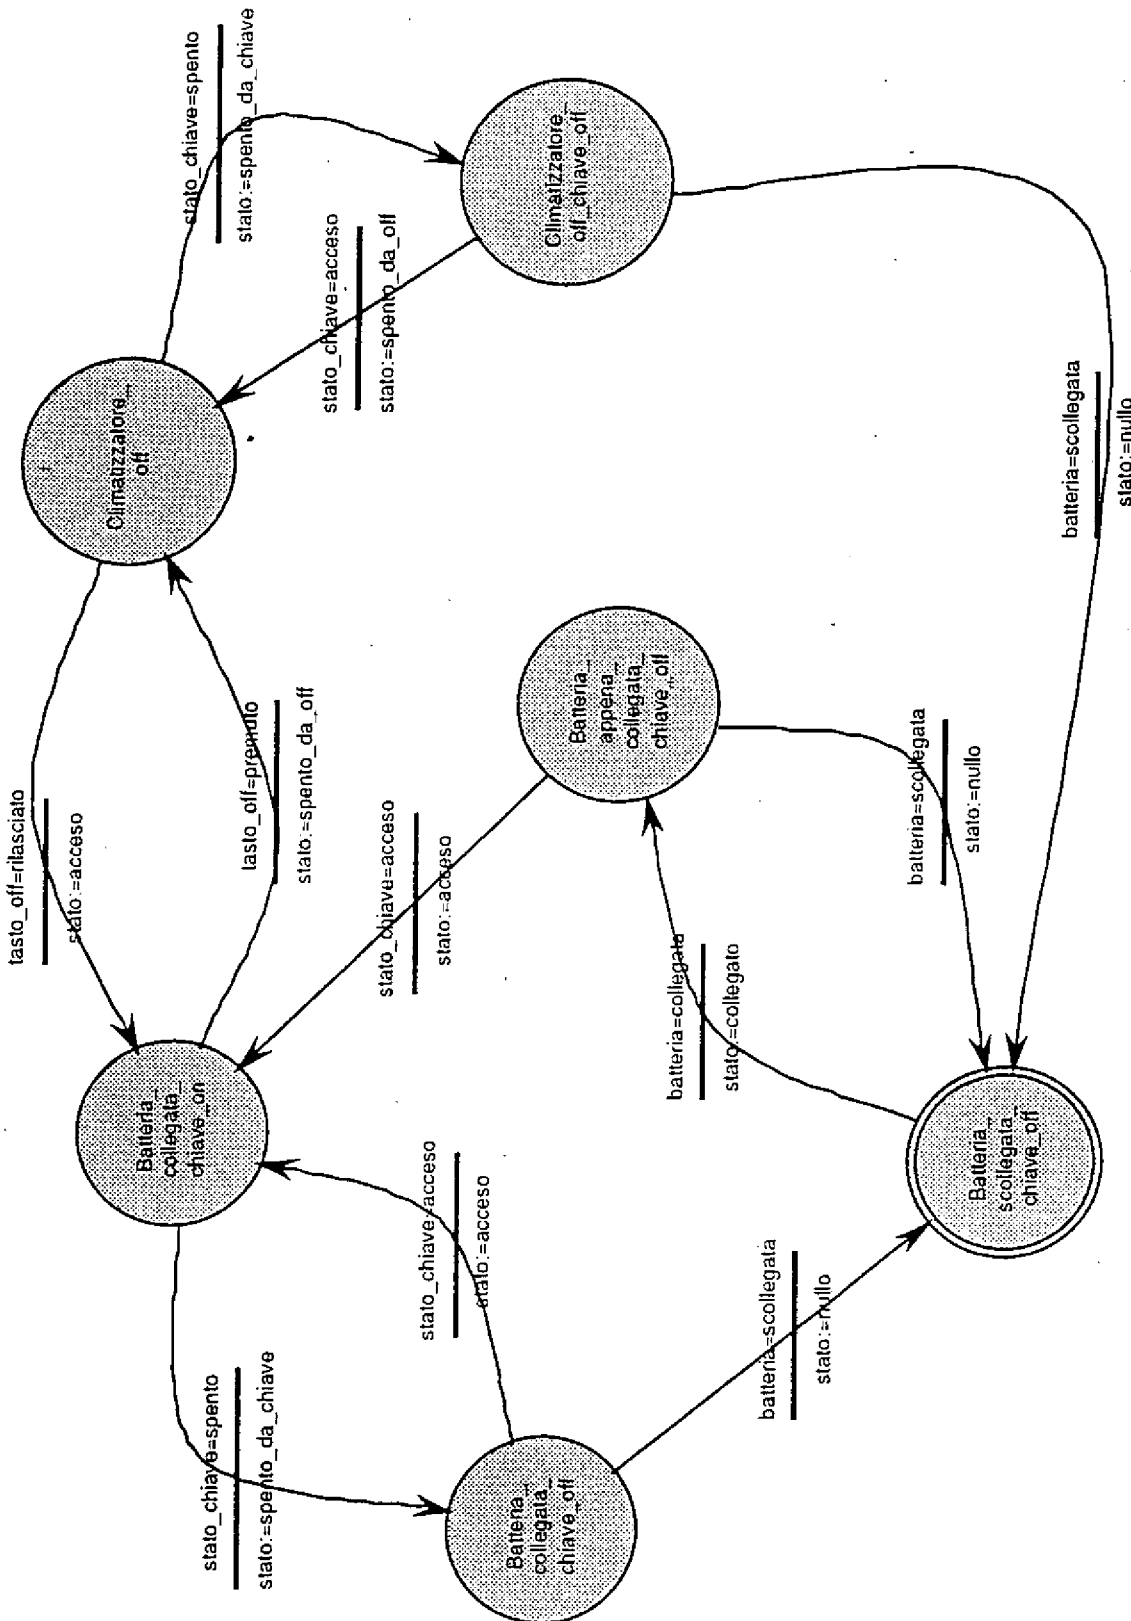 tasto_off=rilasciato
stato:=acceso
Batteria_
collegata_
chiave_on
Climatizzatore_
off
stato_chiave=spento
stato:=spento_da_chiave
stato_chiave=spento
stato:=spento_da_chiave
tasto_off=premuto
stato:=spento_da_off
stato_chiave=acceso
stato:=spento_da_off
stato_chiave=acceso
stato:=acceso
stato_chiave=acceso
stato:=acceso
Batteria_
collegata_
chiave_off
Batteria_
appena_
collegata_
chiave_off
Climatizzatore_
off_chiave_off
batteria=collegata
stato:=collegato
batteria=scollegata
stato:=nullo
batteria=scollegata
stato:=nullo
Batteria_
scollegata_
chiave_off
batteria=scollegata
stato:=nullo